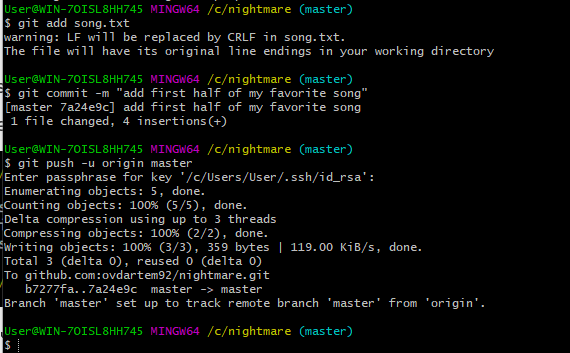 User@WIN-7OISL8HH745 MINGW64 /c/nightmare (master)
$ git add song.txt
warning: LF will be replaced by CRLF in song.txt.
The file will have its original line endings in your working directory
User@WIN-7OISL8HH745 MINGW64 /c/nightmare (master)
$ git commit -m "add first half of my favorite song"
[master 7a24e9c] add first half of my favorite song
 1 file changed, 4 insertions(+)
User@WIN-7OISL8HH745 MINGW64 /c/nightmare (master)
$ git push -u origin master
Enter passphrase for key '/c/Users/User/.ssh/id_rsa':
Enumerating objects: 5, done.
Counting objects: 100% (5/5), done.
Delta compression using up to 3 threads
Compressing objects: 100% (2/2), done.
Writing objects: 100% (3/3), 359 bytes | 119.00 KiB/s, done.
Total 3 (delta 0), reused 0 (delta 0)
To github.com:ovdartem92/nightmare.git
   b7277fa..7a24e9c  master -> master
Branch 'master' set up to track remote branch 'master' from 'origin'.
User@WIN-7OISL8HH745 MINGW64 /c/nightmare (master)
$